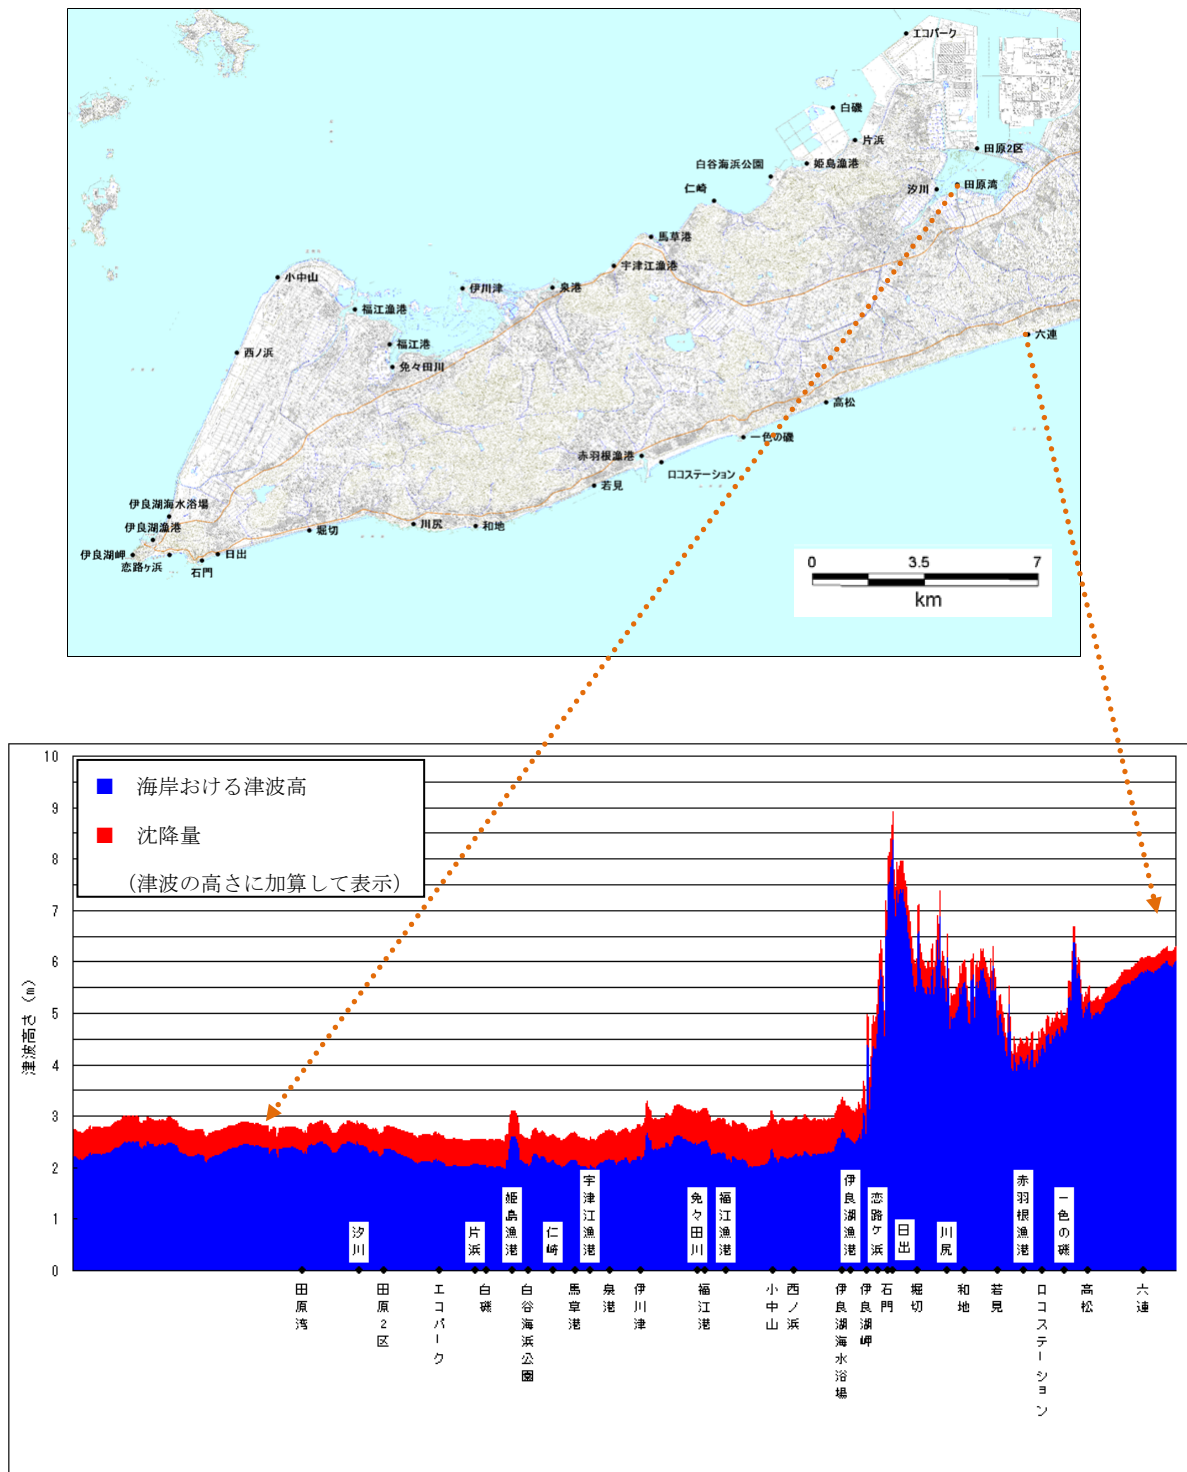 エコパーク
白磯
片浜
田原2区
白谷海浜公園
姫島漁港
汐川
田原湾
仁崎
馬草港
宇津江漁港
小中山
伊川津
泉港
福江漁港
六連
福江港
西ノ浜
免々田川
高松
一色の磯
赤羽根漁港
ロコステーション
若見
伊良湖海水浴場
伊良湖漁港
堀切
川尻
和地
伊良湖岬
恋路ヶ浜
日出
石門
0 3.5 7
km
10
9
8
7
6
5
4
3
2
1
0
津波高さ（m）
海岸おける津波高
沈降量
（津波の高さに加算して表示）
汐川
片浜
姫島漁港
仁崎
宇津江漁港
免々田川
福江漁港
伊良湖漁港
恋路ケ浜
日出
川尻
赤羽根漁港
一色の磯
田原湾
田原2区
エコパーク
白磯
白谷海浜公園
馬草港
泉港
伊川津
福江港
小中山
西ノ浜
伊良湖海水浴場
伊良湖岬
石門
堀切
和地
若見
ロコステーション
高松
六連